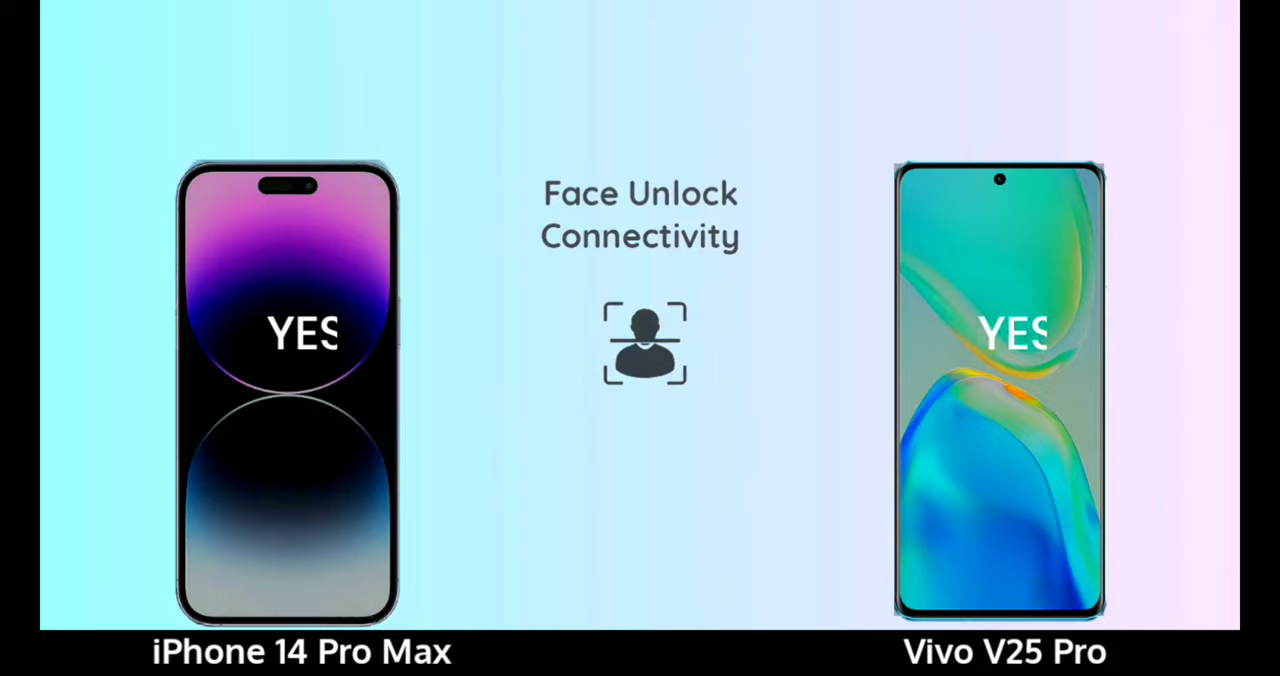 Face Unlock
Connectivity
YES
YES
iPhone 14 Pro Max
Vivo V25 Pro